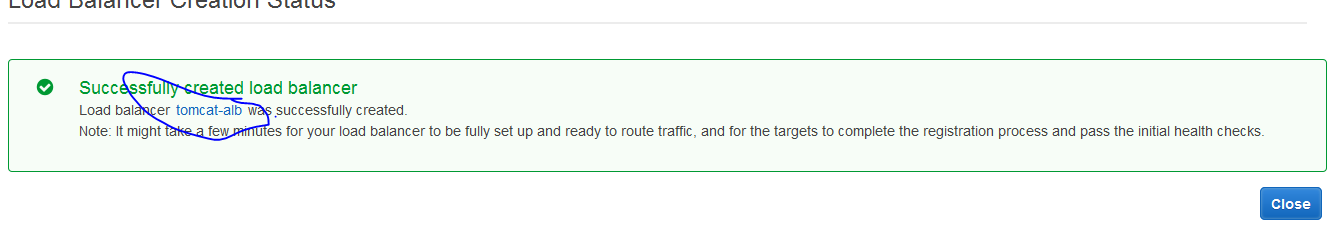 Load Balancer Creation Status
Successfully created load balancer
Load balancer tomcat-alb was successfully created.
Note: It might take a few minutes for your load balancer to be fully set up and ready to route traffic, and for the targets to complete the registration process and pass the initial health checks.
Close